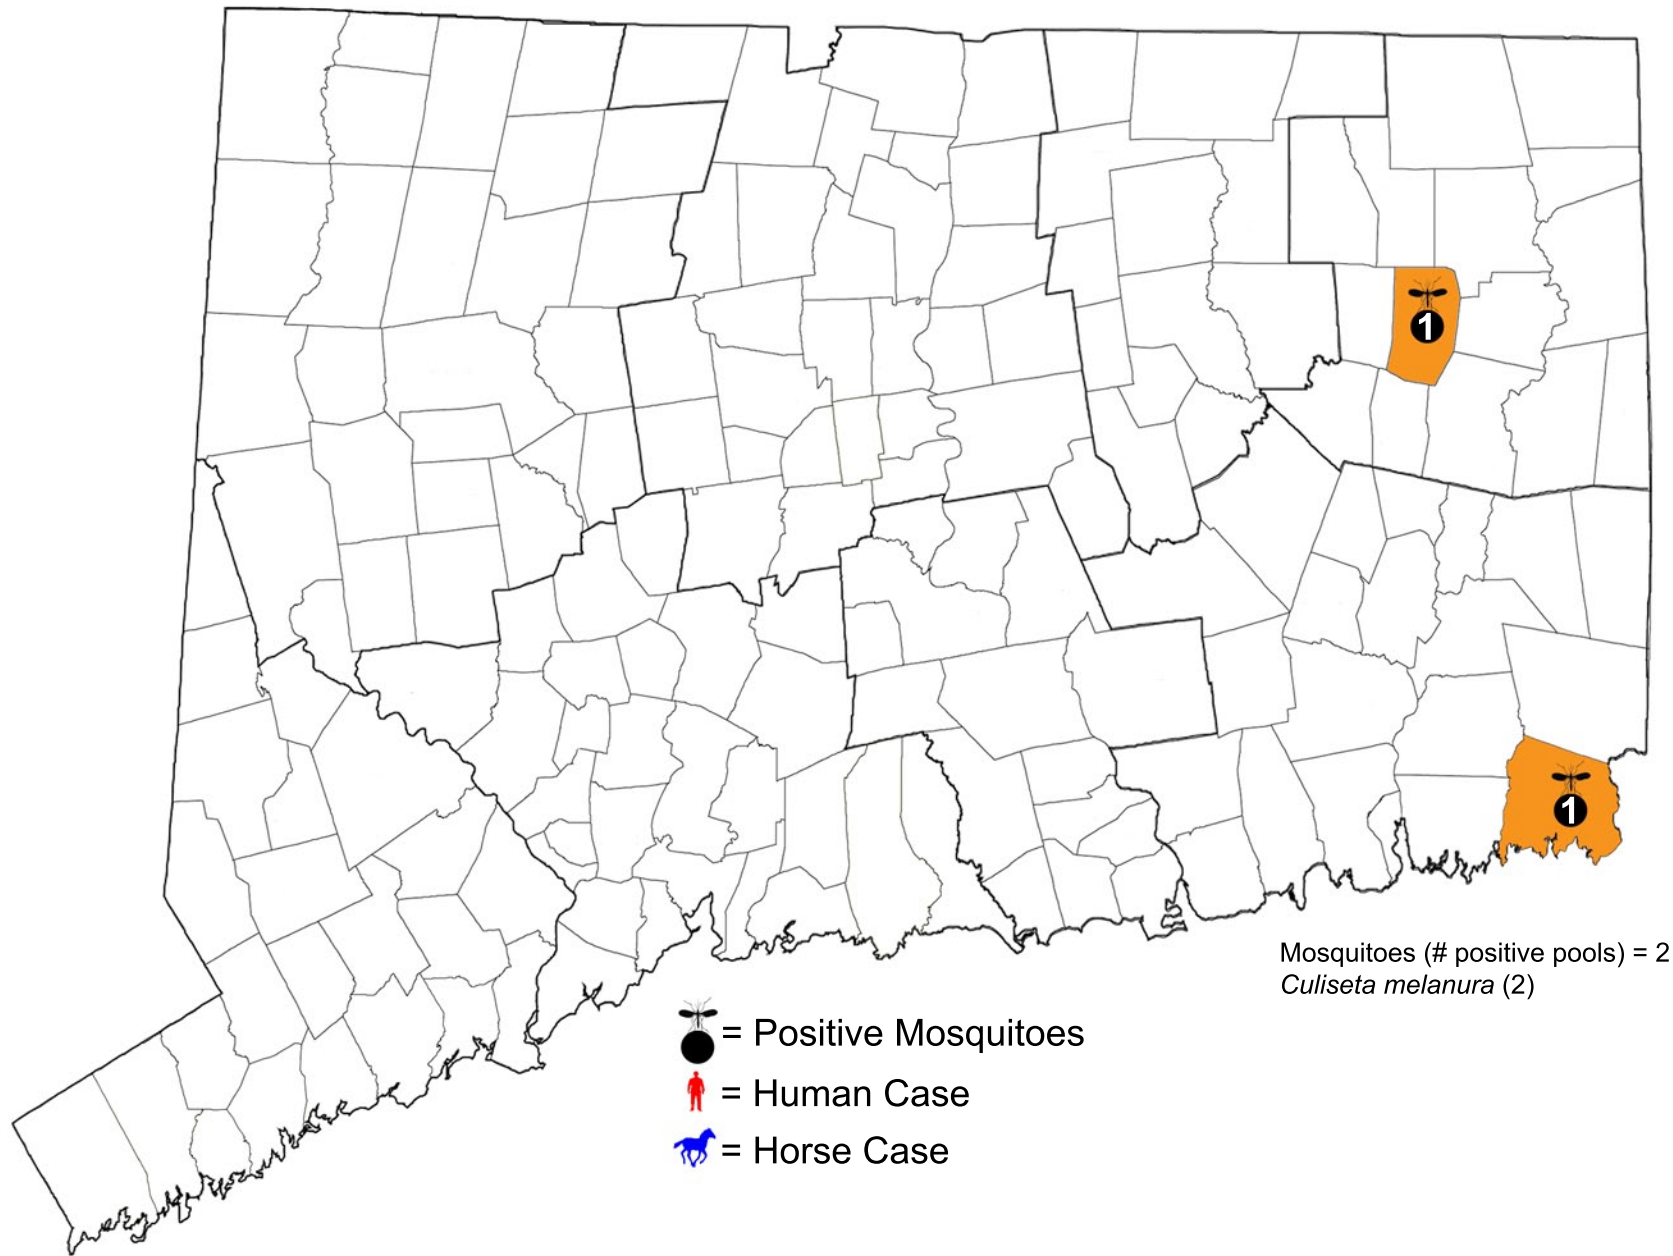 1
1
Mosquitoes (# positive pools) = 2
Culiseta melanura (2)
= Positive Mosquitoes
= Human Case
= Horse Case